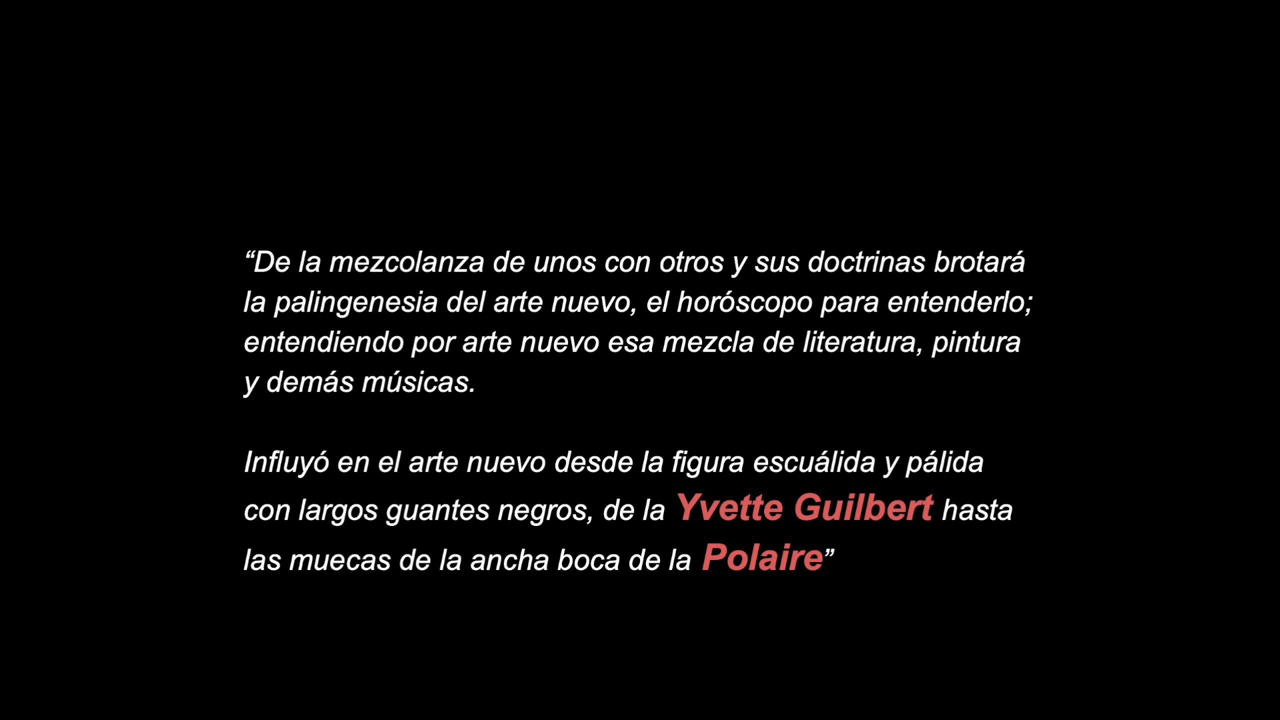 “De la mezcolanza de unos con otros y sus doctrinas brotará
la palingenesia del arte nuevo, el horóscopo para entenderlo;
entendiendo por arte nuevo esa mezcla de literatura, pintura
y demás músicas.
Influyó en el arte nuevo desde la figura escuálida y pálida
con largos guantes negros, de la Yvette Guilbert hasta
las muecas de la ancha boca de la Polaire”